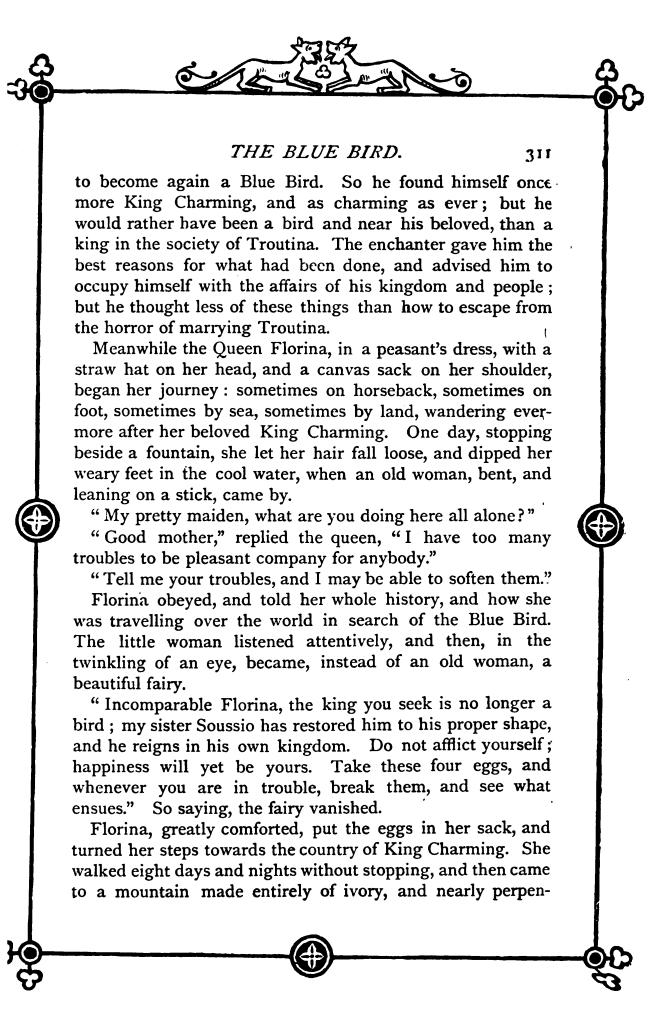 THE BLUE BIRD. 311
to become again a Blue Bird. So he found himself once
more King Charming, and as charming as ever; but he
would rather have been a bird and near his beloved, than a
king in the society of Troutina. The enchanter gave him the
best reasons for what had been done, and advised him to
occupy himself with the affairs of his kingdom and people;
but he thought less of these things than how to escape from
the horror of marrying Troutina.
Meanwhile the Queen Florina, in a peasant's dress, with a
straw hat on her head, and a canvas sack on her shoulder,
began her journey: sometimes on horseback, sometimes on
foot, sometimes by sea, sometimes by land, wandering ever-
more after her beloved King Charming. One day, stopping
beside a fountain, she let her hair fall loose, and dipped her
weary feet in the cool water, when an old woman, bent, and
leaning on a stick, came by.
"My pretty maiden, what are you doing here all alone?"
"Good mother," replied the queen, "I have too many
troubles to be pleasant company for anybody."
"Tell me your troubles, and I may be able to soften them."
Florina obeyed, and told her whole history, and how she
was travelling over the world in search of the Blue Bird.
The little woman listened attentively, and then, in the
twinkling of an eye, became, instead of an old woman, a
beautiful fairy.
"Incomparable Florina, the king you seek is no longer a
bird; my sister Soussio has restored him to his proper shape,
and he reigns in his own kingdom. Do not afflict yourself;
happiness will yet be yours. Take these four eggs, and
whenever you are in trouble, break them, and see what
ensues." So saying, the fairy vanished.
Florina, greatly comforted, put the eggs in her sack, and
turned her steps towards the country of King Charming. She
walked eight days and nights without stopping, and then came
to a mountain made entirely of ivory, and nearly perpen-